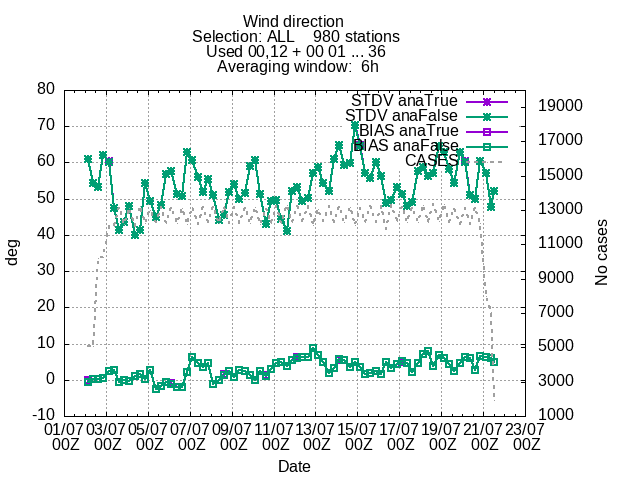 Wind direction
Selection: ALL 980 stations
Used 00,12 + 00 01 ... 36
Averaging window: 6h
80
70
60
50
40
30
20
10
0
-10
deg
19000
17000
15000
13000
11000
9000
7000
5000
3000
1000
No cases
STDV anaTrue
STDV anaFalse
BIAS anaTrue
BIAS anaFalse
CASES
01/07 03/07 05/07 07/07 09/07 11/07 13/07 15/07 17/07 19/07 21/07 23/07
00Z 00Z 00Z 00Z 00Z 00Z 00Z 00Z 00Z 00Z 00Z 00Z
Date